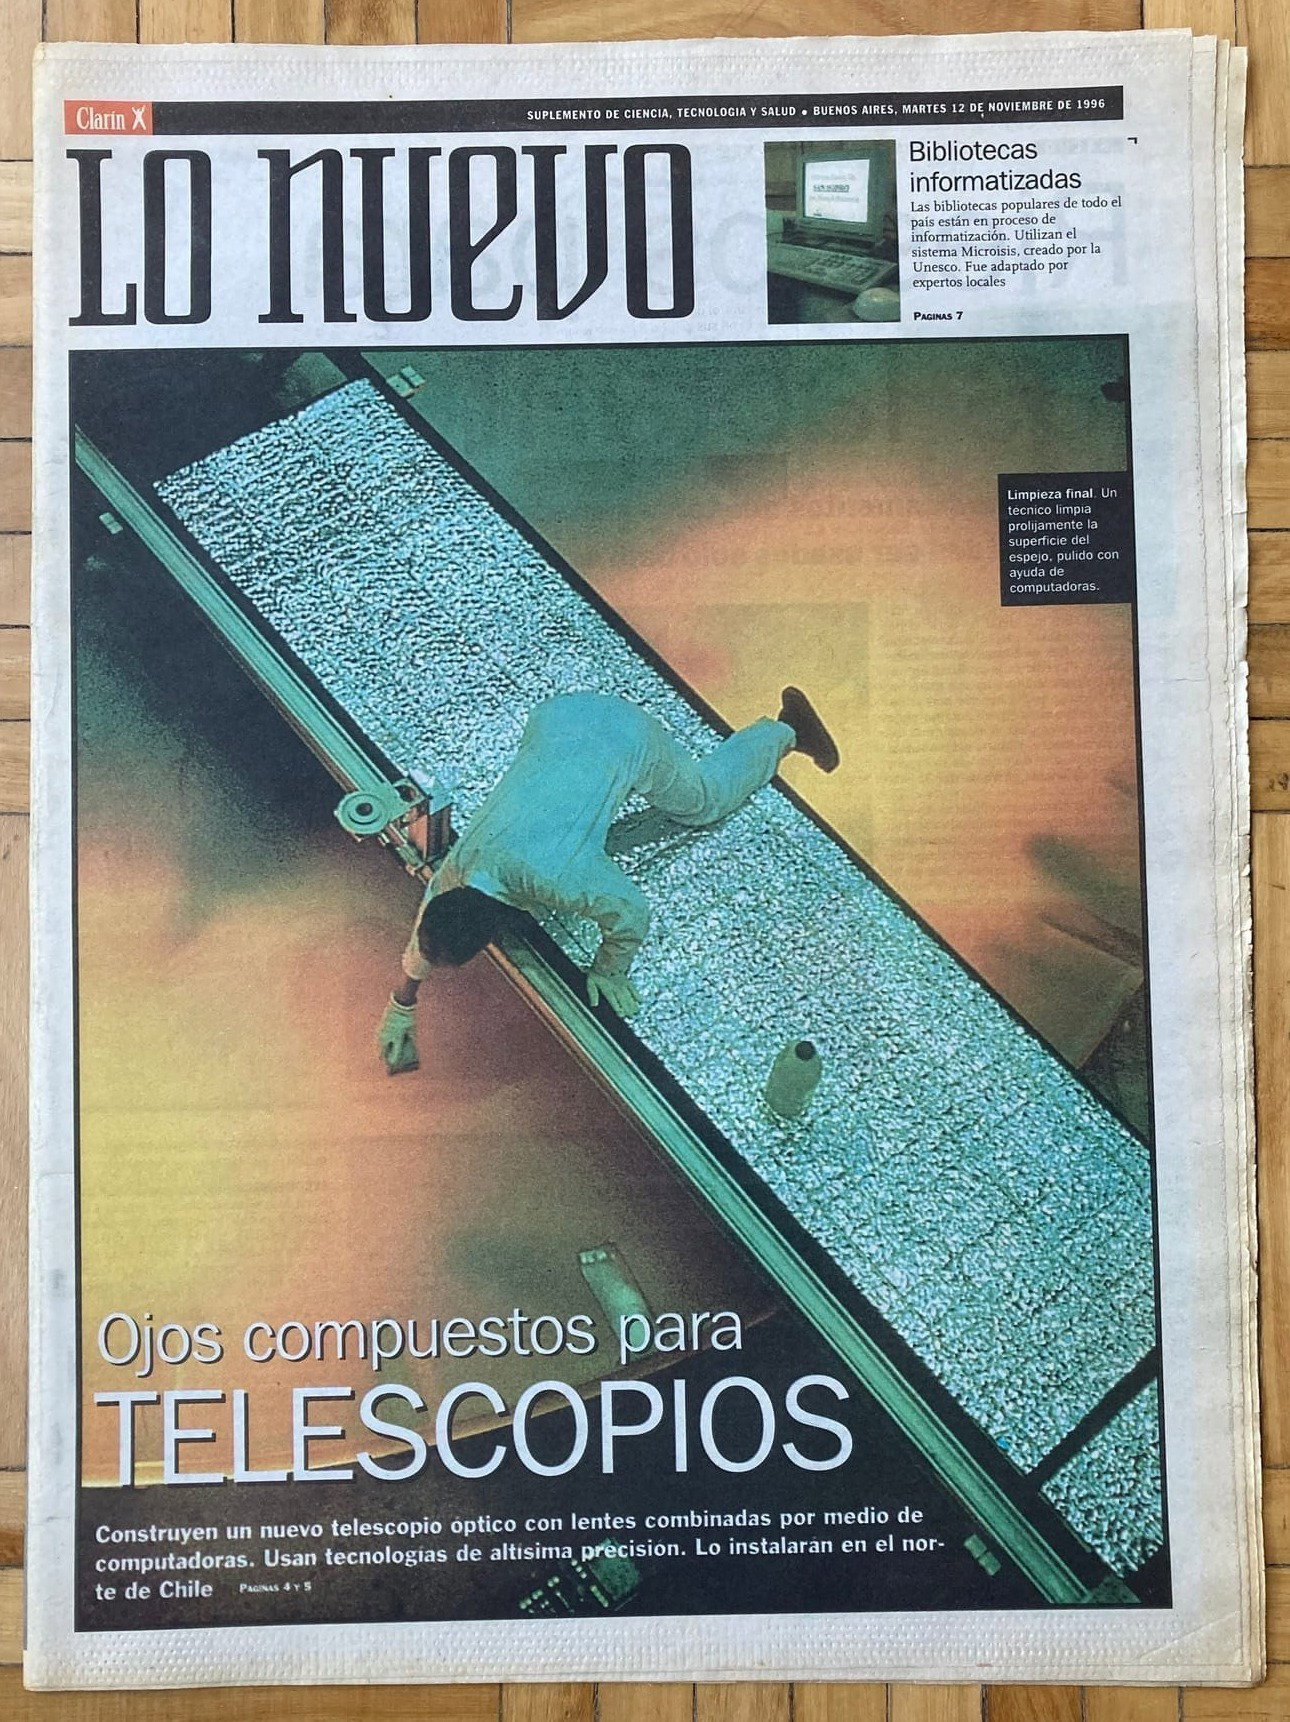 Clarín
SUPLEMENTO DE CIENCIA, TECNOLOGIA Y SALUD • BUENOS AIRES, MARTES 12 DE NOVIEMBRE DE 1996
LO NUEVO
Bibliotecas
informatizadas
Las bibliotecas populares de todo el
país están en proceso de
informatización. Utilizan el
sistema Microisis, creado por la
Unesco. Fue adaptado por
expertos locales
PAGINAS 7
Limpieza final. Un
tecnico limpia
prolijamente la
superficie del
espejo, pulido con
ayuda de
computadoras.
Ojos compuestos para
TELESCOPIOS
Construyen un nuevo telescopio óptico con lentes combinadas por medio de
computadoras. Usan tecnologías de altísima precisión. Lo instalarán en el nor-
te de Chile PAGINAS 4 Y 5